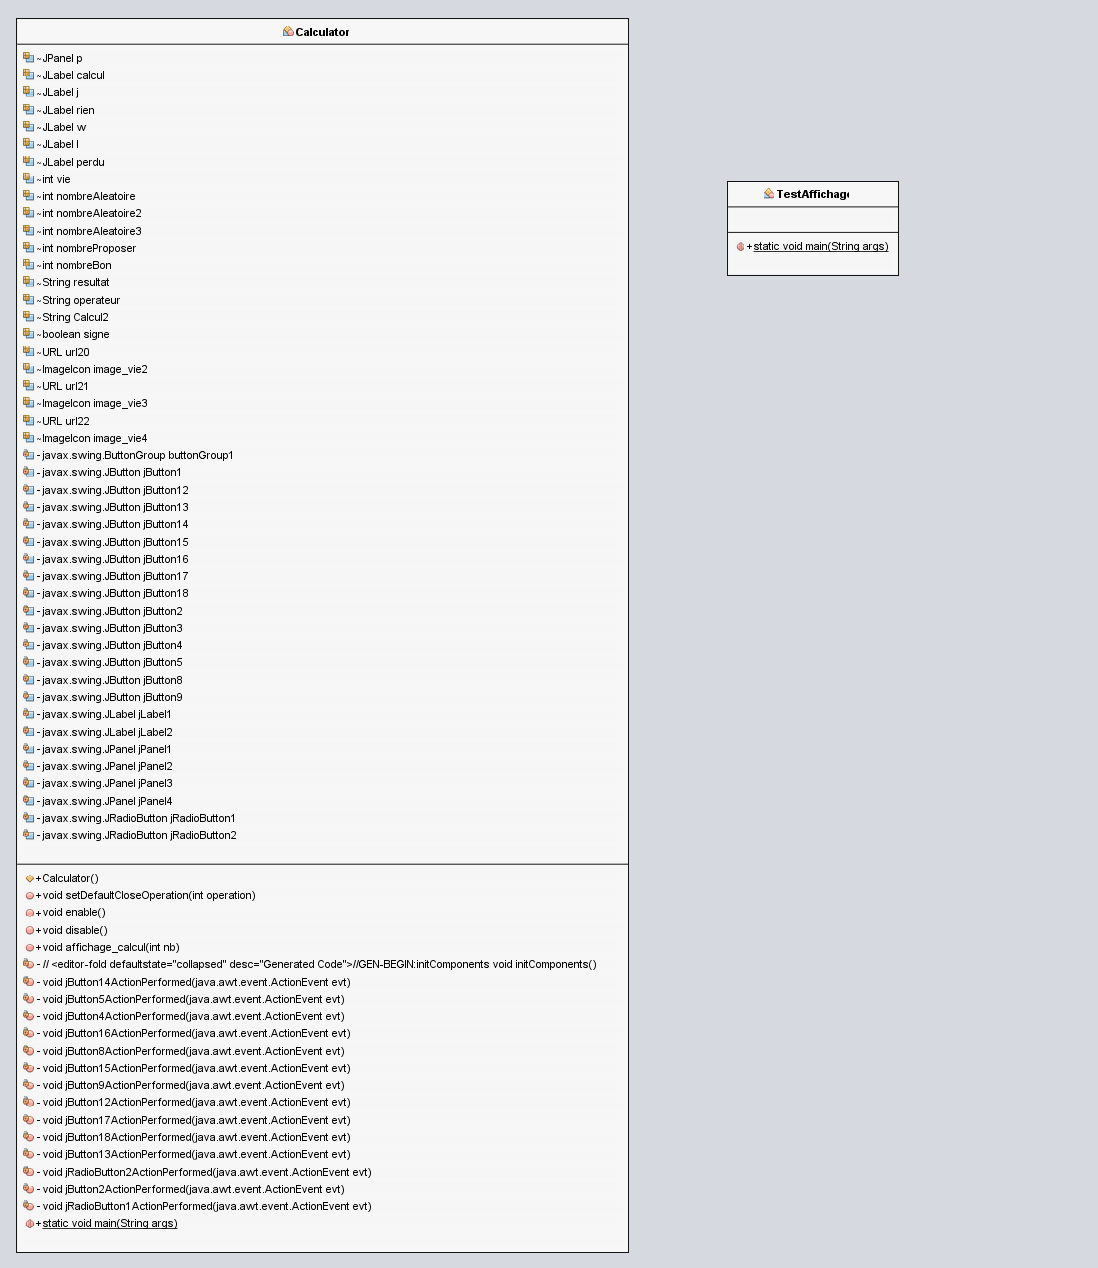 Calculator
~JPanel p
~JLabel calcul
~JLabel j
~JLabel rien
~JLabel w
~JLabel l
~JLabel perdu
~int vie
~int nombreAleatoire
~int nombreAleatoire2
~int nombreAleatoire3
~int nombreProposer
~int nombreBon
~String resultat
~String operateur
~String Calcul2
~boolean signe
~URL url20
~ImageIcon image_vie2
~URL url21
~ImageIcon image_vie3
~URL url22
~ImageIcon image_vie4
-javax.swing.ButtonGroup buttonGroup1
-javax.swing.JButton jButton1
-javax.swing.JButton jButton12
-javax.swing.JButton jButton13
-javax.swing.JButton jButton14
-javax.swing.JButton jButton15
-javax.swing.JButton jButton16
-javax.swing.JButton jButton17
-javax.swing.JButton jButton18
-javax.swing.JButton jButton2
-javax.swing.JButton jButton3
-javax.swing.JButton jButton4
-javax.swing.JButton jButton5
-javax.swing.JButton jButton8
-javax.swing.JButton jButton9
-javax.swing.JLabel jLabel1
-javax.swing.JLabel jLabel2
-javax.swing.JPanel jPanel1
-javax.swing.JPanel jPanel2
-javax.swing.JPanel jPanel3
-javax.swing.JPanel jPanel4
-javax.swing.JRadioButton jRadioButton1
-javax.swing.JRadioButton jRadioButton2
+Calculator()
+void setDefaultCloseOperation(int operation)
+void enable()
+void disable()
+void affichage_calcul(int nb)
-// <editor-fold defaultstate="collapsed" desc="Generated Code">//GEN-BEGIN:initComponents void initComponents()
-void jButton14ActionPerformed(java.awt.event.ActionEvent evt)
-void jButton5ActionPerformed(java.awt.event.ActionEvent evt)
-void jButton4ActionPerformed(java.awt.event.ActionEvent evt)
-void jButton16ActionPerformed(java.awt.event.ActionEvent evt)
-void jButton8ActionPerformed(java.awt.event.ActionEvent evt)
-void jButton15ActionPerformed(java.awt.event.ActionEvent evt)
-void jButton9ActionPerformed(java.awt.event.ActionEvent evt)
-void jButton12ActionPerformed(java.awt.event.ActionEvent evt)
-void jButton17ActionPerformed(java.awt.event.ActionEvent evt)
-void jButton18ActionPerformed(java.awt.event.ActionEvent evt)
-void jButton13ActionPerformed(java.awt.event.ActionEvent evt)
-void jRadioButton2ActionPerformed(java.awt.event.ActionEvent evt)
-void jButton2ActionPerformed(java.awt.event.ActionEvent evt)
-void jRadioButton1ActionPerformed(java.awt.event.ActionEvent evt)
+static void main(String args)
TestAffichage
+static void main(String args)